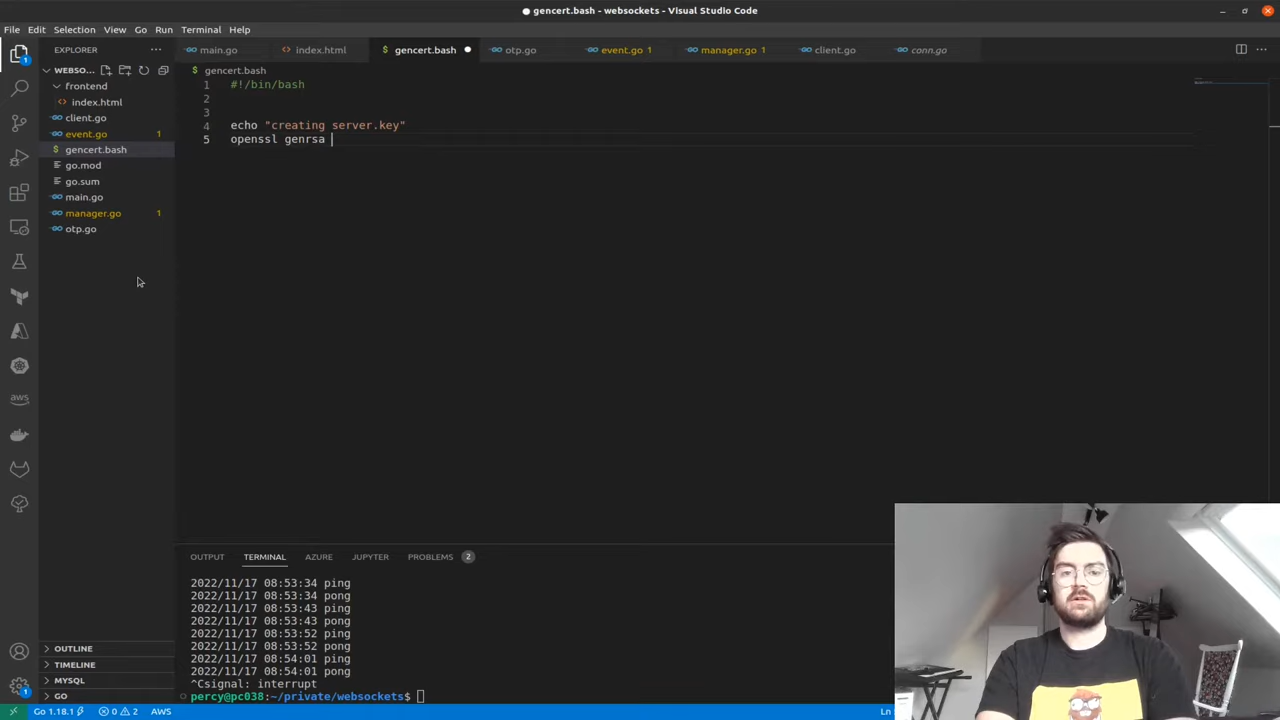 gencert.bash - websockets - Visual Studio Code
File Edit Selection View Go Run Terminal Help
EXPLORER
main.go index.html gencert.bash otp.go event.go 1 manager.go 1 client.go conn.go
WEBSO...
gencert.bash
frontend
index.html
client.go
event.go 1
gencert.bash
go.mod
go.sum
main.go
manager.go 1
otp.go
1 #!/bin/bash
2
3
4 echo "creating server.key"
5 openssl genrsa
OUTPUT TERMINAL AZURE JUPYTER PROBLEMS 2
2022/11/17 08:53:34 ping
2022/11/17 08:53:34 pong
2022/11/17 08:53:43 ping
2022/11/17 08:53:43 pong
2022/11/17 08:53:52 ping
2022/11/17 08:53:52 pong
2022/11/17 08:54:01 ping
2022/11/17 08:54:01 pong
^Csignal: interrupt
percy@pc038:~/private/websockets$
aws
1
1
OUTLINE
TIMELINE
MYSQL
GO
Go 1.18.1 0 2 AWS Ln